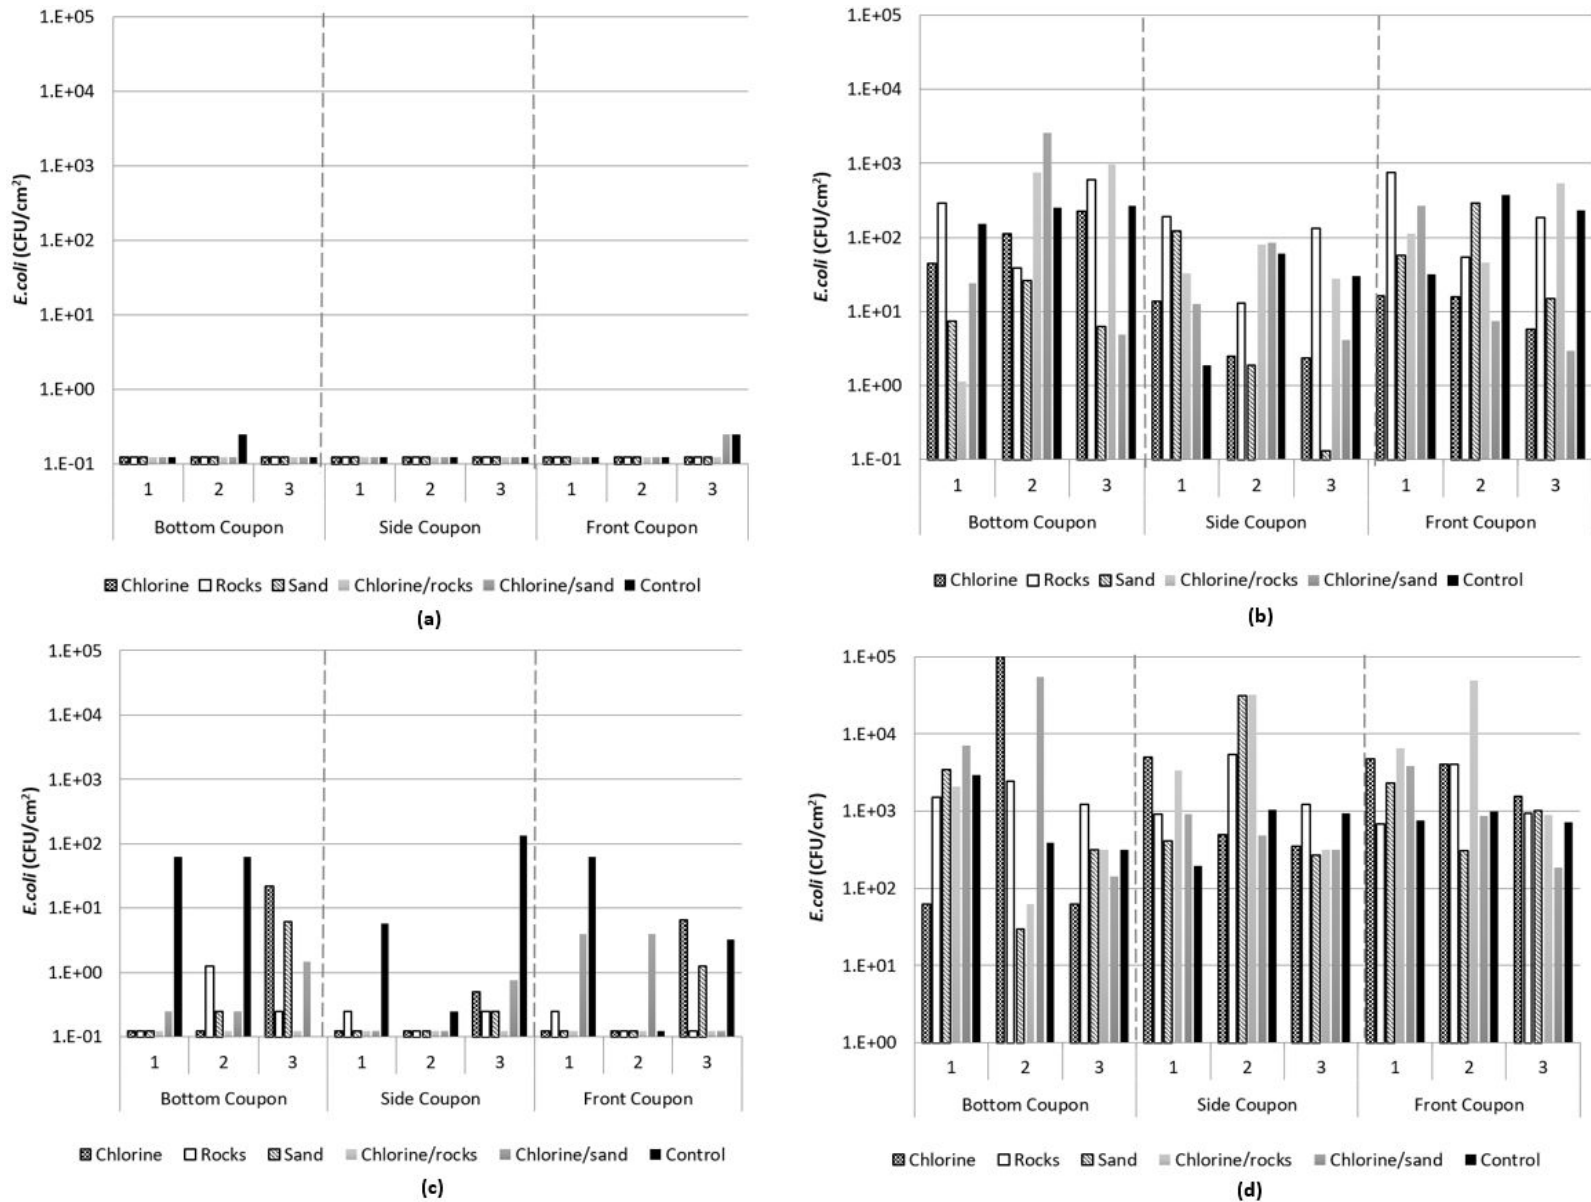 1.E+05
1.E+04
1.E+03
1.E+02
1.E+01
1.E+00
1.E-01
E.coli (CFU/cm²)
1 2 3 1 2 3 1 2 3
Bottom Coupon Side Coupon Front Coupon
Chlorine Rocks Sand Chlorine/rocks Chlorine/sand Control
(a)
1.E+05
1.E+04
1.E+03
1.E+02
1.E+01
1.E+00
1.E-01
E.coli (CFU/cm²)
1 2 3 1 2 3 1 2 3
Bottom Coupon Side Coupon Front Coupon
Chlorine Rocks Sand Chlorine/rocks Chlorine/sand Control
(b)
1.E+05
1.E+04
1.E+03
1.E+02
1.E+01
1.E+00
1.E-01
E.coli (CFU/cm²)
1 2 3 1 2 3 1 2 3
Bottom Coupon Side Coupon Front Coupon
Chlorine Rocks Sand Chlorine/rocks Chlorine/sand Control
(c)
1.E+05
1.E+04
1.E+03
1.E+02
1.E+01
1.E+00
E.coli (CFU/cm²)
1 2 3 1 2 3 1 2 3
Bottom Coupon Side Coupon Front Coupon
Chlorine Rocks Sand Chlorine/rocks Chlorine/sand Control
(d)